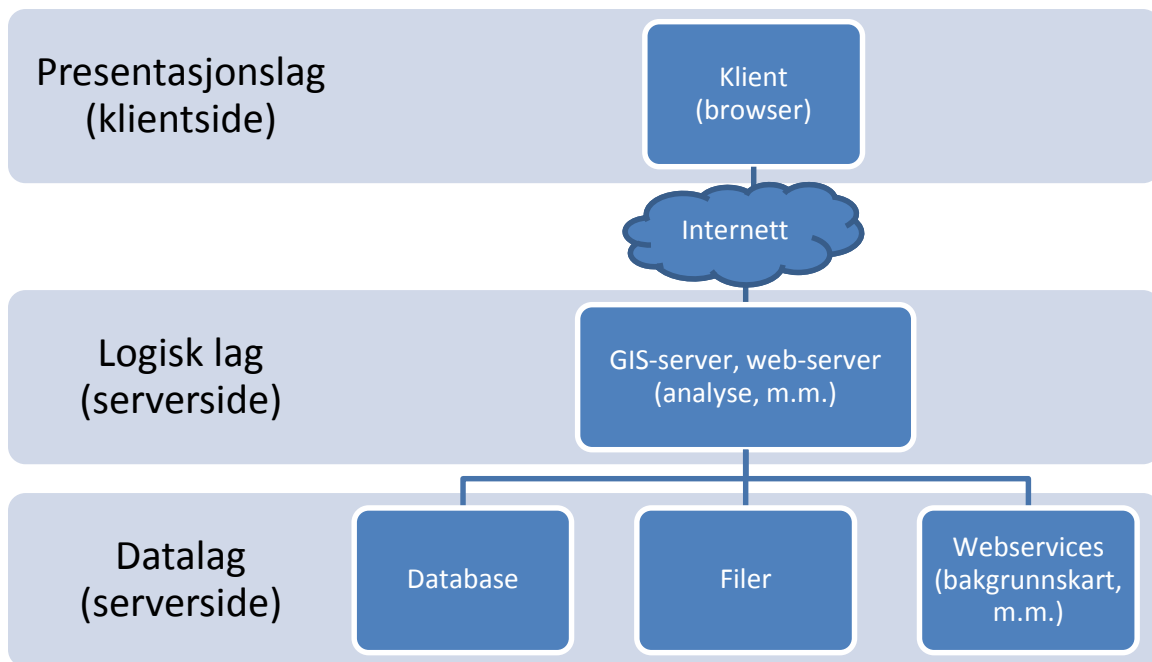 Presentasjonslag
(klientside)
Klient
(browser)
Internett
Logisk lag
(serverside)
GIS-server, web-server
(analyse, m.m.)
Datalag
(serverside)
Database
Filer
Webservices
(bakgrunnskart,
m.m.)